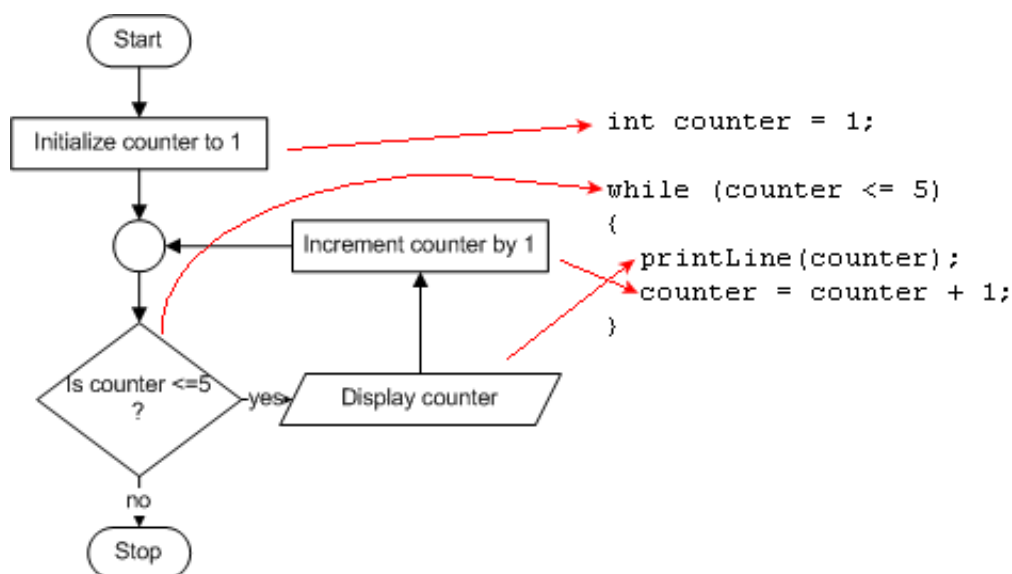 Start
Initialize counter to 1
Increment counter by 1
Is counter <=5
?
yes
Display counter
no
Stop
int counter = 1;
while (counter <= 5)
{
printLine(counter);
counter = counter + 1;
}